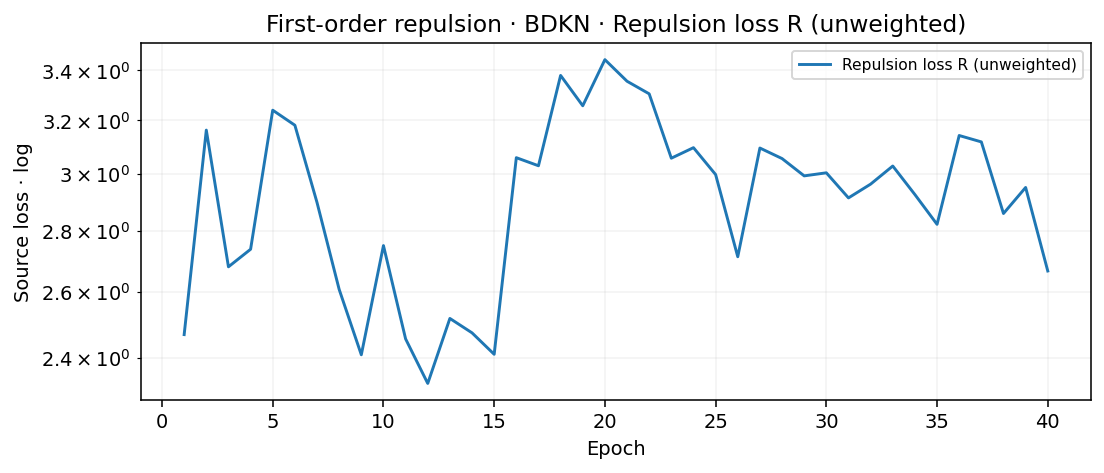 First-order repulsion · BDKN · Repulsion loss R (unweighted)
Repulsion loss R (unweighted)
Source loss · log
3.4 × 10⁰
3.2 × 10⁰
3 × 10⁰
2.8 × 10⁰
2.6 × 10⁰
2.4 × 10⁰
0 5 10 15 20 25 30 35 40
Epoch